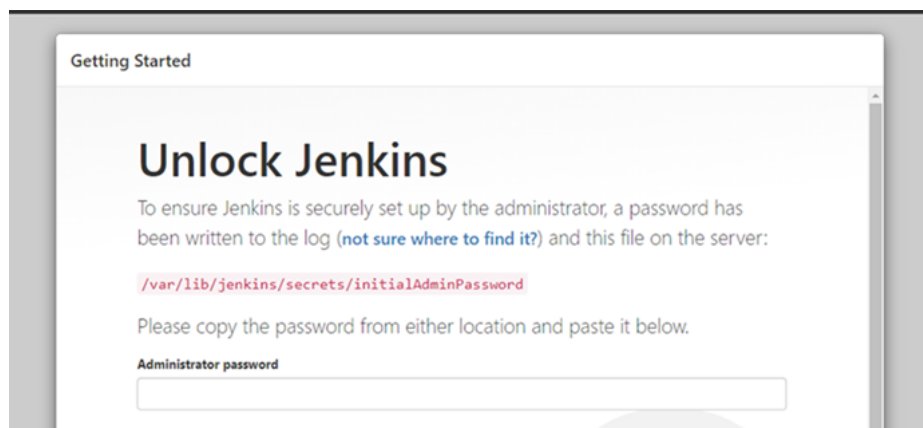 Getting Started
Unlock Jenkins
To ensure Jenkins is securely set up by the administrator, a password has
been written to the log (not sure where to find it?) and this file on the server:
/var/lib/jenkins/secrets/initialAdminPassword
Please copy the password from either location and paste it below.
Administrator password